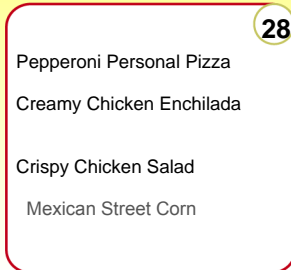 28
Pepperoni Personal Pizza
Creamy Chicken Enchilada
Crispy Chicken Salad
Mexican Street Corn